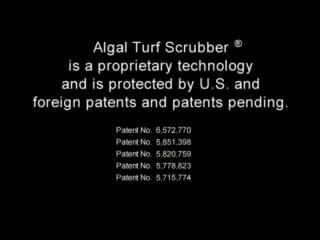 Algal Turf Scrubber ®
is a proprietary technology
and is protected by U.S. and
foreign patents and patents pending.
Patent No. 6,572,770
Patent No. 5,851,398
Patent No. 5,820,759
Patent No. 5,778,823
Patent No. 5,715,774